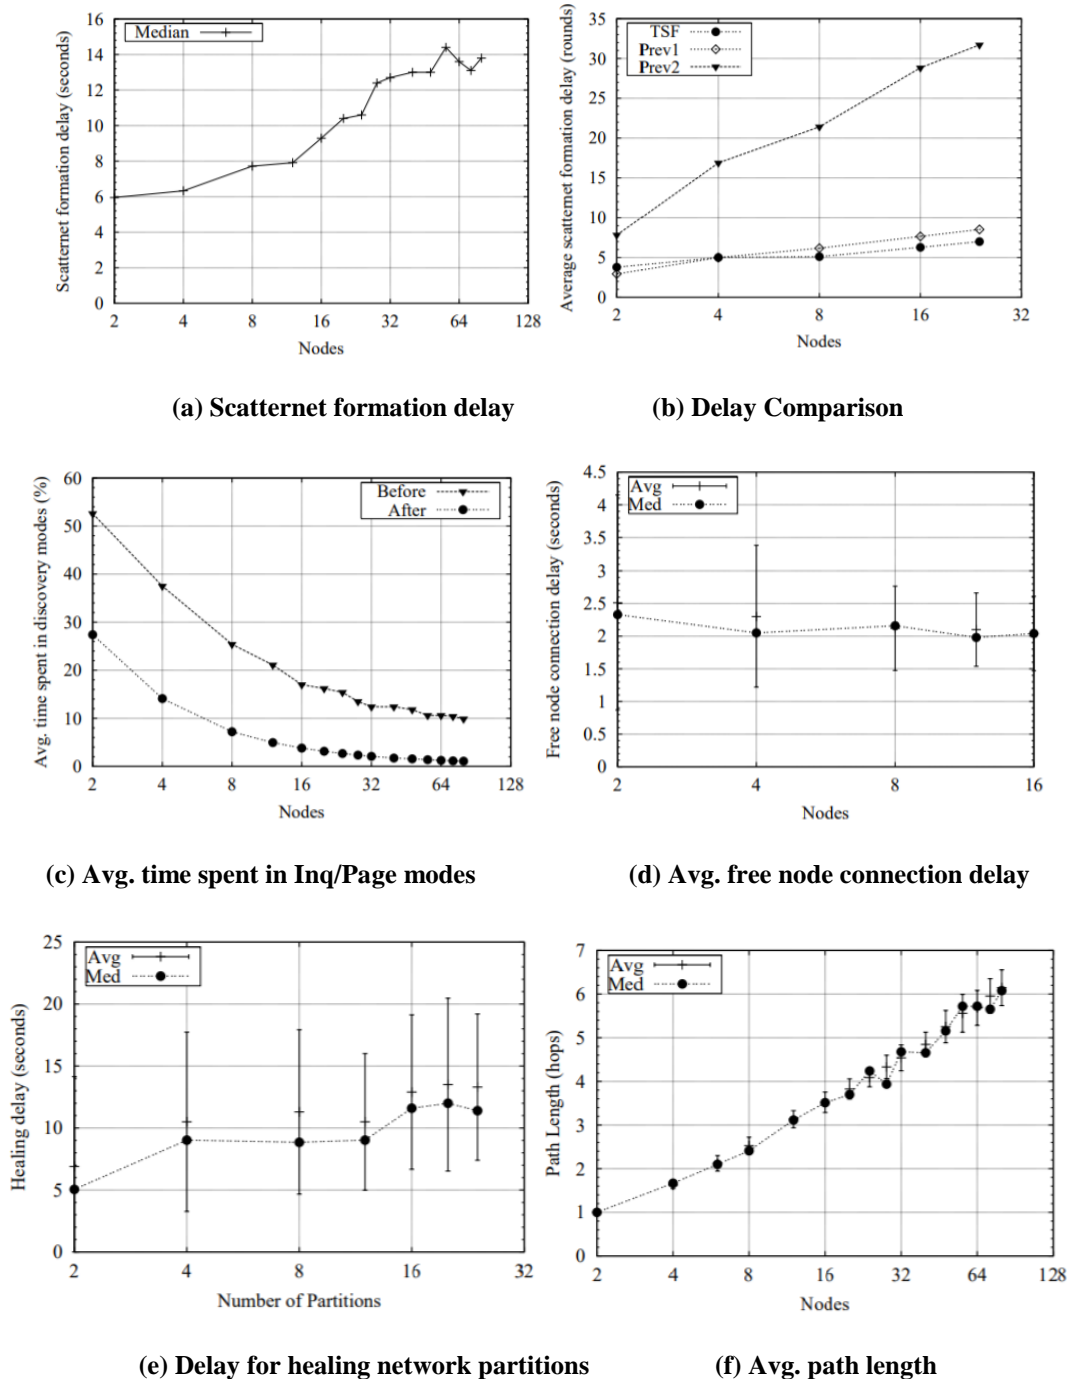 16
14
12
10
8
6
4
2
0
Scatternet formation delay (seconds)
Median
2 4 8 16 32 64 128
Nodes
(a) Scatternet formation delay
35
30
25
20
15
10
5
0
Average scatternet formation delay (rounds)
TSF
Prev1
Prev2
2 4 8 16 32
Nodes
(b) Delay Comparison
60
50
40
30
20
10
0
Avg. time spent in discovery modes (%)
Before
After
2 4 8 16 32 64 128
Nodes
(c) Avg. time spent in Inq/Page modes
4.5
4
3.5
3
2.5
2
1.5
1
0.5
0
Free node connection delay (seconds)
Avg
Med
2 4 8 16
Nodes
(d) Avg. free node connection delay
25
20
15
10
5
0
Healing delay (seconds)
Avg
Med
2 4 8 16 32
Number of Partitions
(e) Delay for healing network partitions
7
6
5
4
3
2
1
0
Path Length (hops)
Avg
Med
2 4 8 16 32 64 128
Nodes
(f) Avg. path length